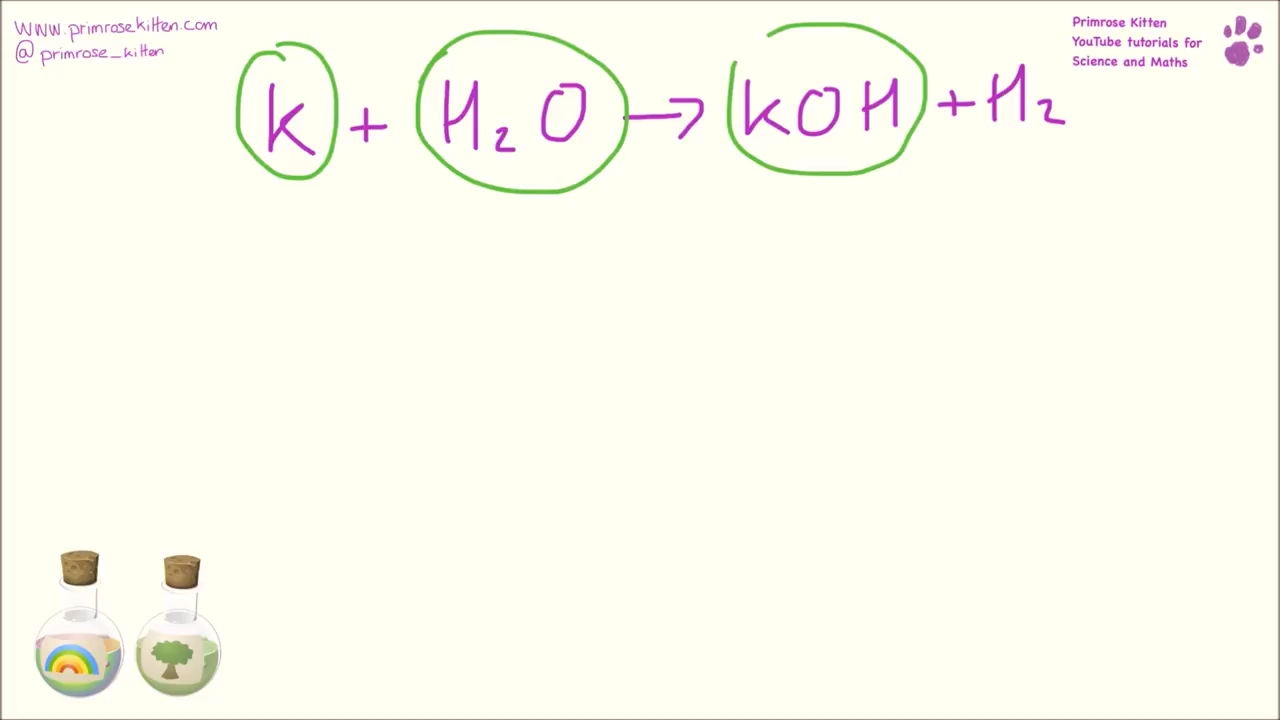 www.primrosekitten.com
@primrose_kitten
Primrose Kitten
YouTube tutorials for
Science and Maths
K + H₂O → KOH + H₂